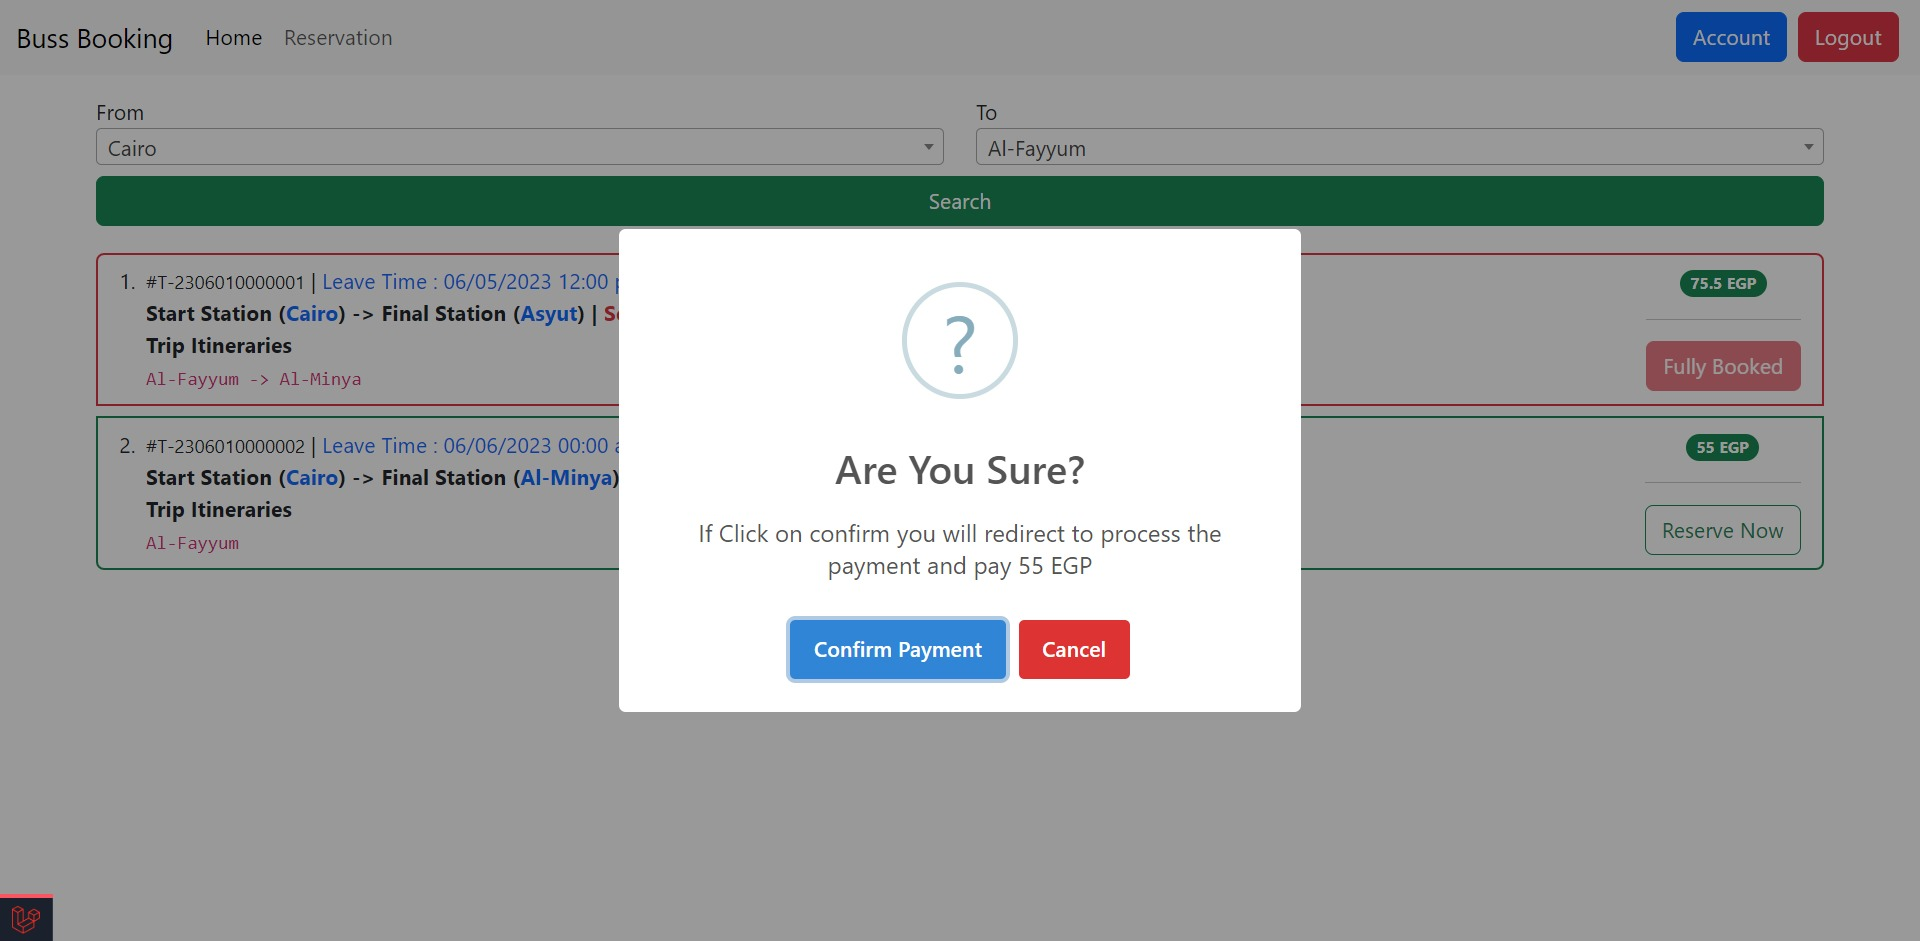 Buss Booking Home Reservation Account Logout
From To
Cairo Al-Fayyum
Search
1. #T-2306010000001 | Leave Time : 06/05/2023 12:00 75.5 EGP
Start Station (Cairo) -> Final Station (Asyut) |
Trip Itineraries
Al-Fayyum -> Al-Minya
Fully Booked
2. #T-2306010000002 | Leave Time : 06/06/2023 00:00 55 EGP
Start Station (Cairo) -> Final Station (Al-Minya)
Trip Itineraries
Al-Fayyum
Reserve Now
?
Are You Sure?
If Click on confirm you will redirect to process the
payment and pay 55 EGP
Confirm Payment Cancel